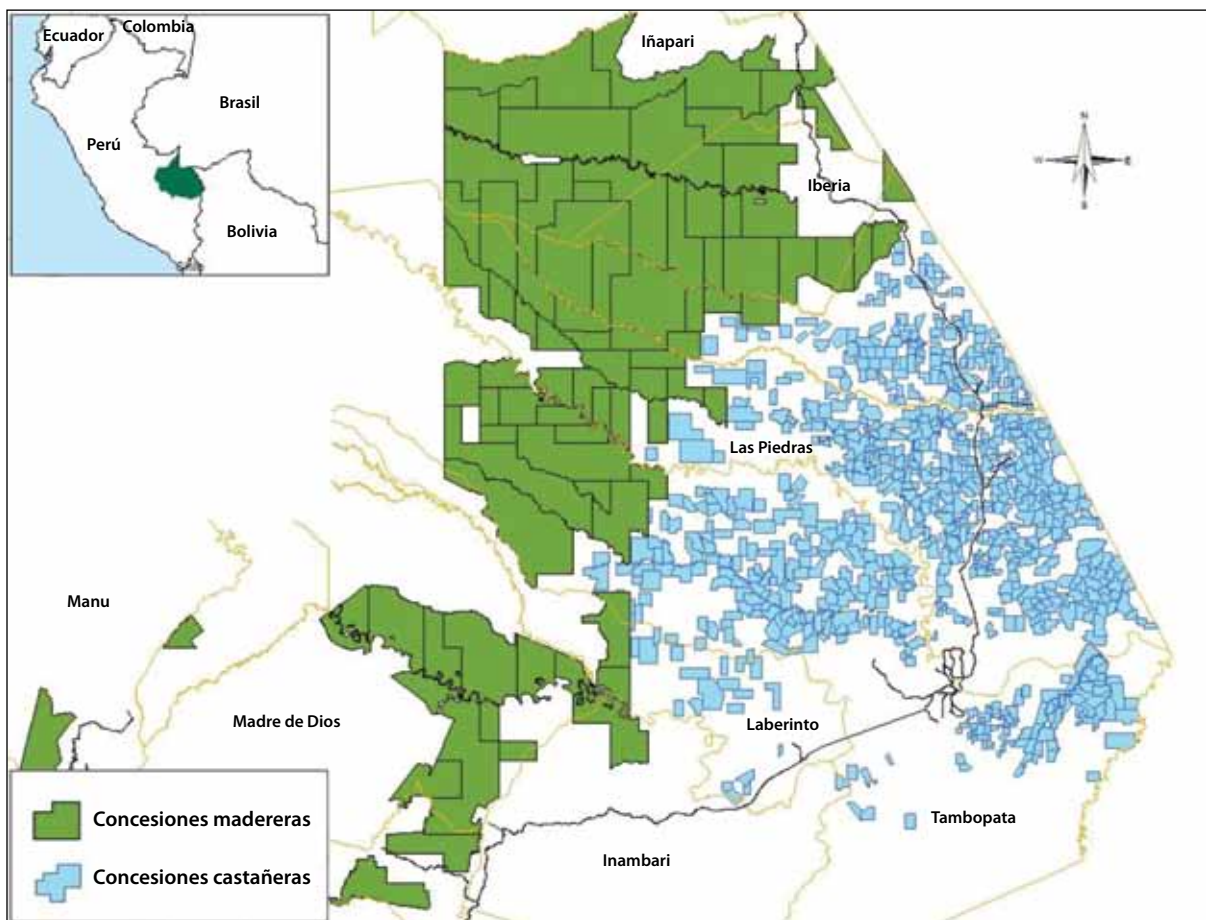 Ecuador
Colombia
Brasil
Perú
Bolivia
Iñapari
N
W
E
S
Iberia
Las Piedras
Manu
Madre de Dios
Laberinto
Tambopata
Inambari
Concesiones madereras
Concesiones castañeras